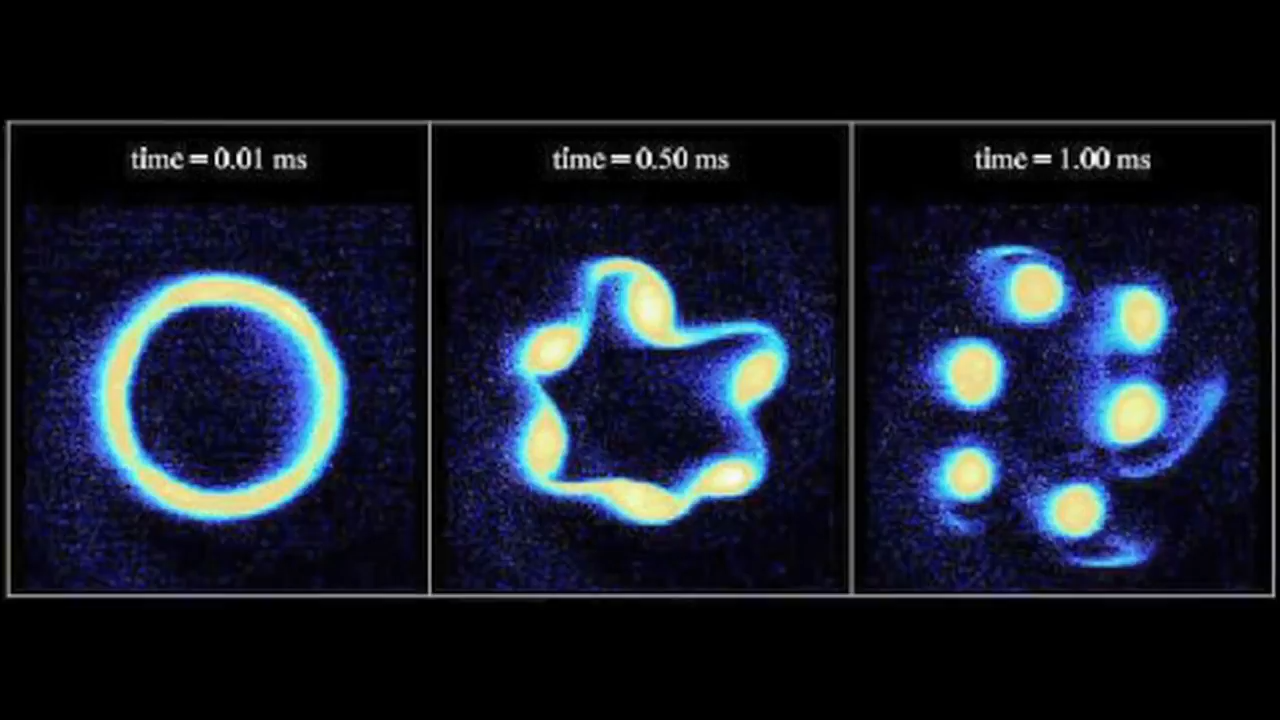 time = 0.01 ms
time = 0.50 ms
time = 1.00 ms